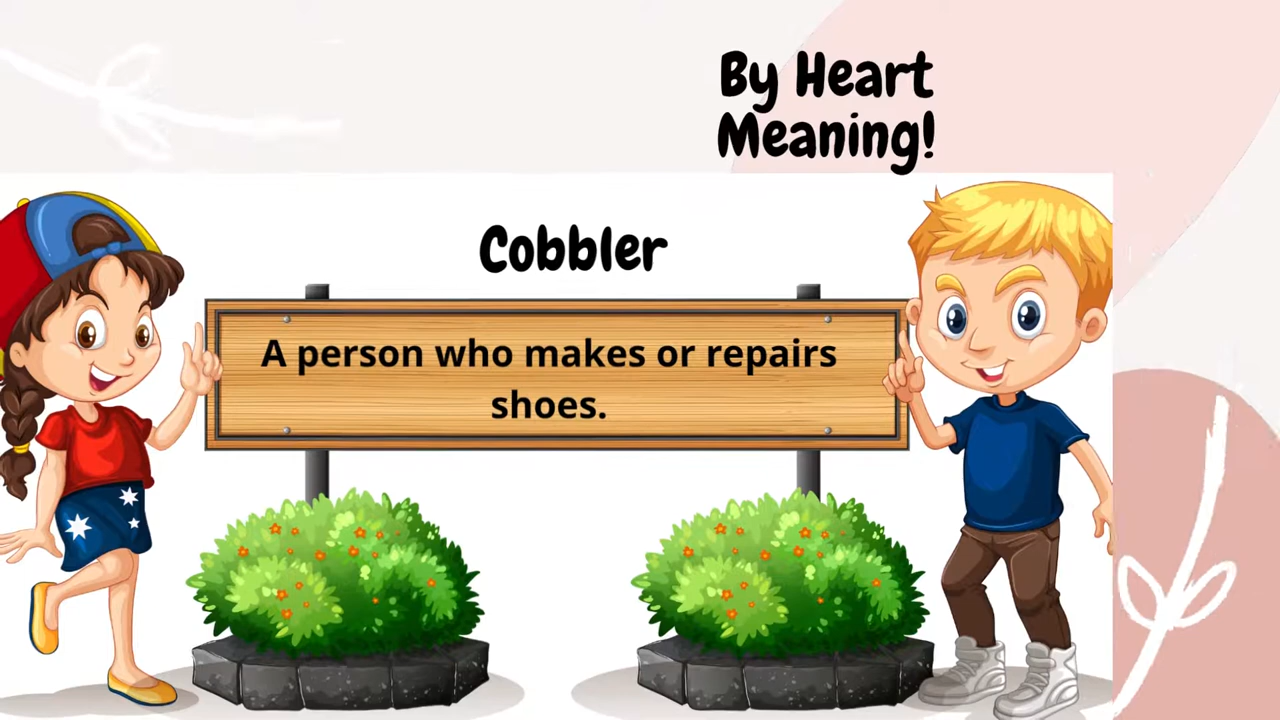 By Heart
Meaning!
Cobbler
A person who makes or repairs
shoes.